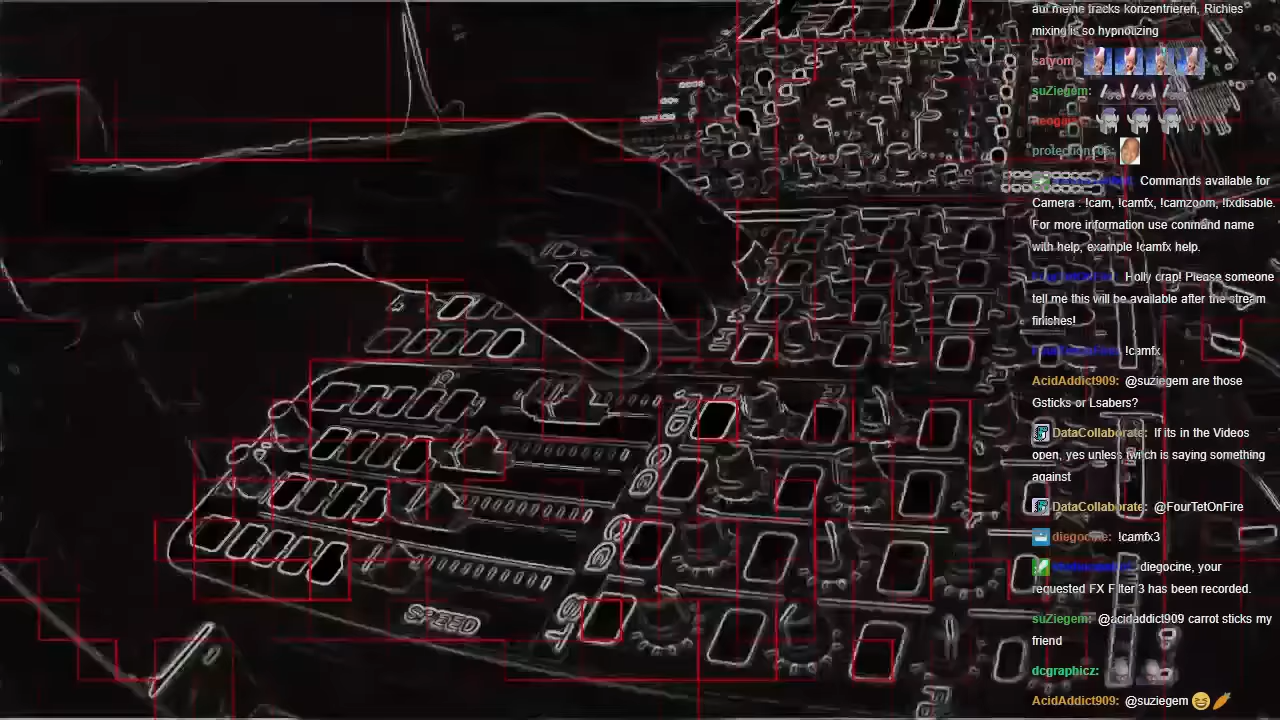 auf meine tracks konzentrieren, Richies
mixing is so hypnotizing
satyom:
suZiegem:
protection
Commands available for
Camera : !cam, !camfx, !camzoom, !fxdisable.
For more information use command name
with help, example !camfx help.
Holly crap! Please someone
tell me this will be available after the stream
finishes!
!camfx
AcidAddict909: @suziegem are those
Gsticks or Lsabers?
DataCollaborate: If its in the Videos
open, yes unless twitch is saying something
against
DataCollaborate: @FourTetOnFire
diegocine: !camfx3
diegocine, your
requested FX Filter 3 has been recorded.
suZiegem: @acidaddict909 carrot sticks my
friend
dcgraphicz:
AcidAddict909: @suziegem
SPEED